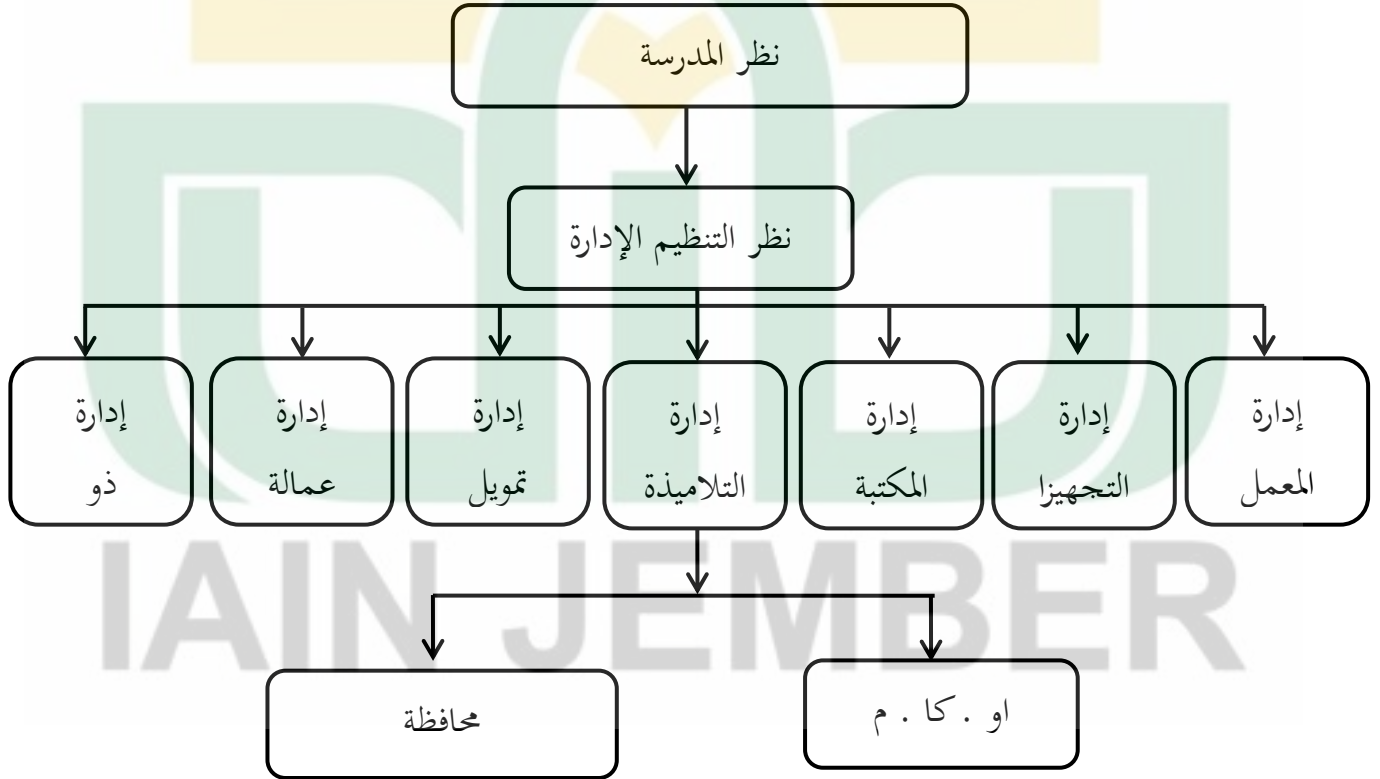 نظر المدرسة
نظر التنظيم الإدارة
إدارة
المعمل
إدارة
التجهيزا
إدارة
المكتبة
إدارة
التلاميذة
إدارة
تمويل
إدارة
عمالة
إدارة
ذو
او . كا . م
محافظة
IAIN JEMBER